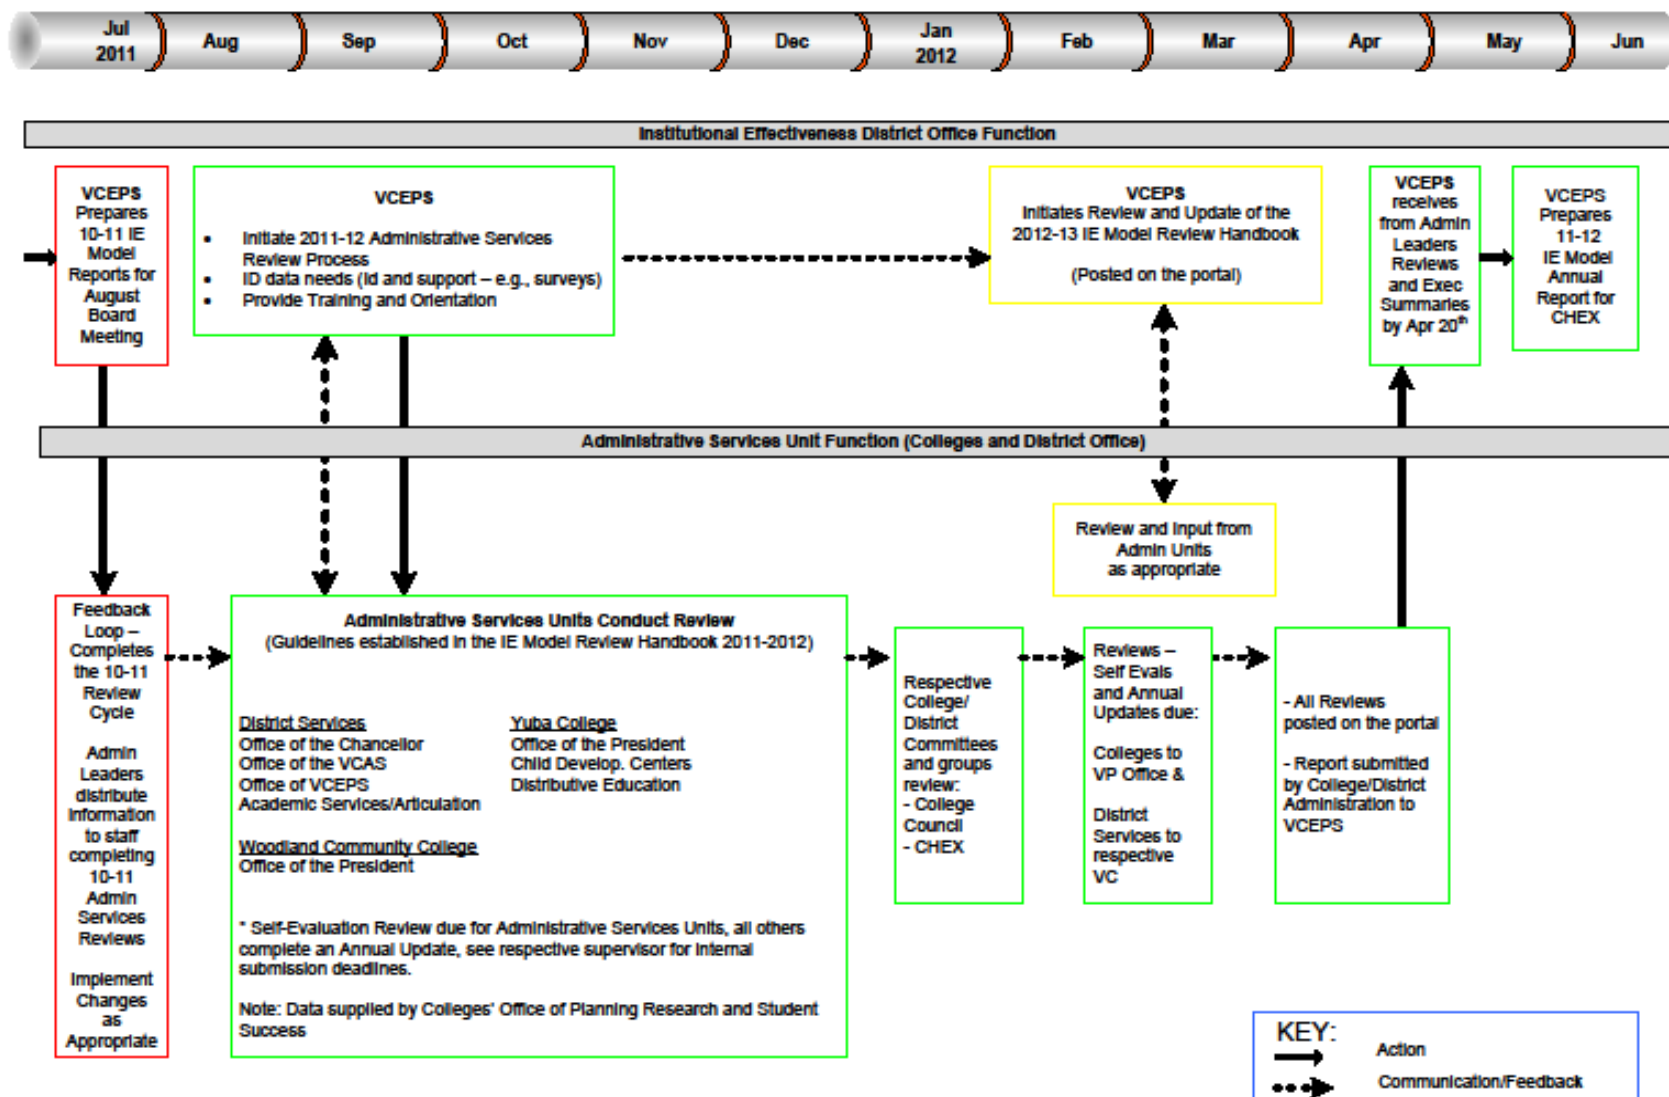 Jul
2011
Aug
Sep
Oct
Nov
Dec
Jan
2012
Feb
Mar
Apr
May
Jun
Institutional Effectiveness District Office Function
VCEPS
Prepares
10-11 IE
Model
Reports for
August
Board
Meeting
VCEPS
• Initiate 2011-12 Administrative Services
Review Process
• ID data needs (Id and support – e.g., surveys)
• Provide Training and Orientation
VCEPS
Initiates Review and Update of the
2012-13 IE Model Review Handbook
(Posted on the portal)
VCEPS
receives
from Admin
Leaders
Reviews
and Exec
Summaries
by Apr 20th
VCEPS
Prepares
11-12
IE Model
Annual
Report for
CHEX
Administrative Services Unit Function (Colleges and District Office)
Review and Input from
Admin Units
as appropriate
Feedback
Loop –
Completes
the 10-11
Review
Cycle
Admin
Leaders
distribute
Information
to staff
completing
10-11
Admin
Services
Reviews
Implement
Changes
as
Appropriate
Administrative Services Units Conduct Review
(Guidelines established in the IE Model Review Handbook 2011-2012)
District Services
Office of the Chancellor
Office of the VCAS
Office of VCEPS
Academic Services/Articulation
Yuba College
Office of the President
Child Develop. Centers
Distributive Education
Woodland Community College
Office of the President
* Self-Evaluation Review due for Administrative Services Units, all others
complete an Annual Update, see respective supervisor for Internal
submission deadlines.
Note: Data supplied by Colleges' Office of Planning Research and Student
Success
Respective
College/
District
Committees
and groups
review:
- College
Council
- CHEX
Reviews –
Self Evals
and Annual
Updates due:
Colleges to
VP Office &
District
Services to
respective
VC
- All Reviews
posted on the portal
- Report submitted
by College/District
Administration to
VCEPS
KEY:
Action
Communication/Feedback